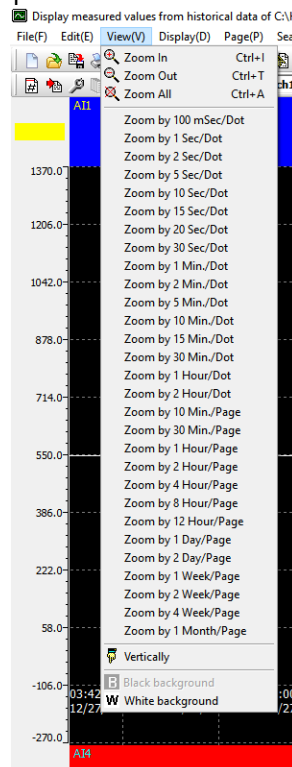 Display measured values from historical data of C:\
File(F) Edit(E) View(V) Display(D) Page(P) Sea
AI1
Zoom In Ctrl+I
Zoom Out Ctrl+T
Zoom All Ctrl+A
Zoom by 100 mSec/Dot
Zoom by 1 Sec/Dot
Zoom by 2 Sec/Dot
Zoom by 5 Sec/Dot
Zoom by 10 Sec/Dot
Zoom by 15 Sec/Dot
Zoom by 20 Sec/Dot
Zoom by 30 Sec/Dot
Zoom by 1 Min./Dot
Zoom by 2 Min./Dot
Zoom by 5 Min./Dot
Zoom by 10 Min./Dot
Zoom by 15 Min./Dot
Zoom by 30 Min./Dot
Zoom by 1 Hour/Dot
Zoom by 2 Hour/Dot
Zoom by 10 Min./Page
Zoom by 30 Min./Page
Zoom by 1 Hour/Page
Zoom by 2 Hour/Page
Zoom by 4 Hour/Page
Zoom by 8 Hour/Page
Zoom by 12 Hour/Page
Zoom by 1 Day/Page
Zoom by 2 Day/Page
Zoom by 1 Week/Page
Zoom by 2 Week/Page
Zoom by 4 Week/Page
Zoom by 1 Month/Page
Vertically
B Black background
W White background
1370.0
1206.0
1042.0
878.0
714.0
550.0
386.0
222.0
58.0
-106.0
-270.0
03:42
12/27
AI4